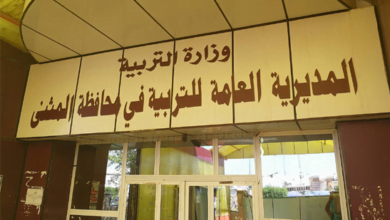 وزارة التربية
المديرية العامة للتربية في محافظة المثنى